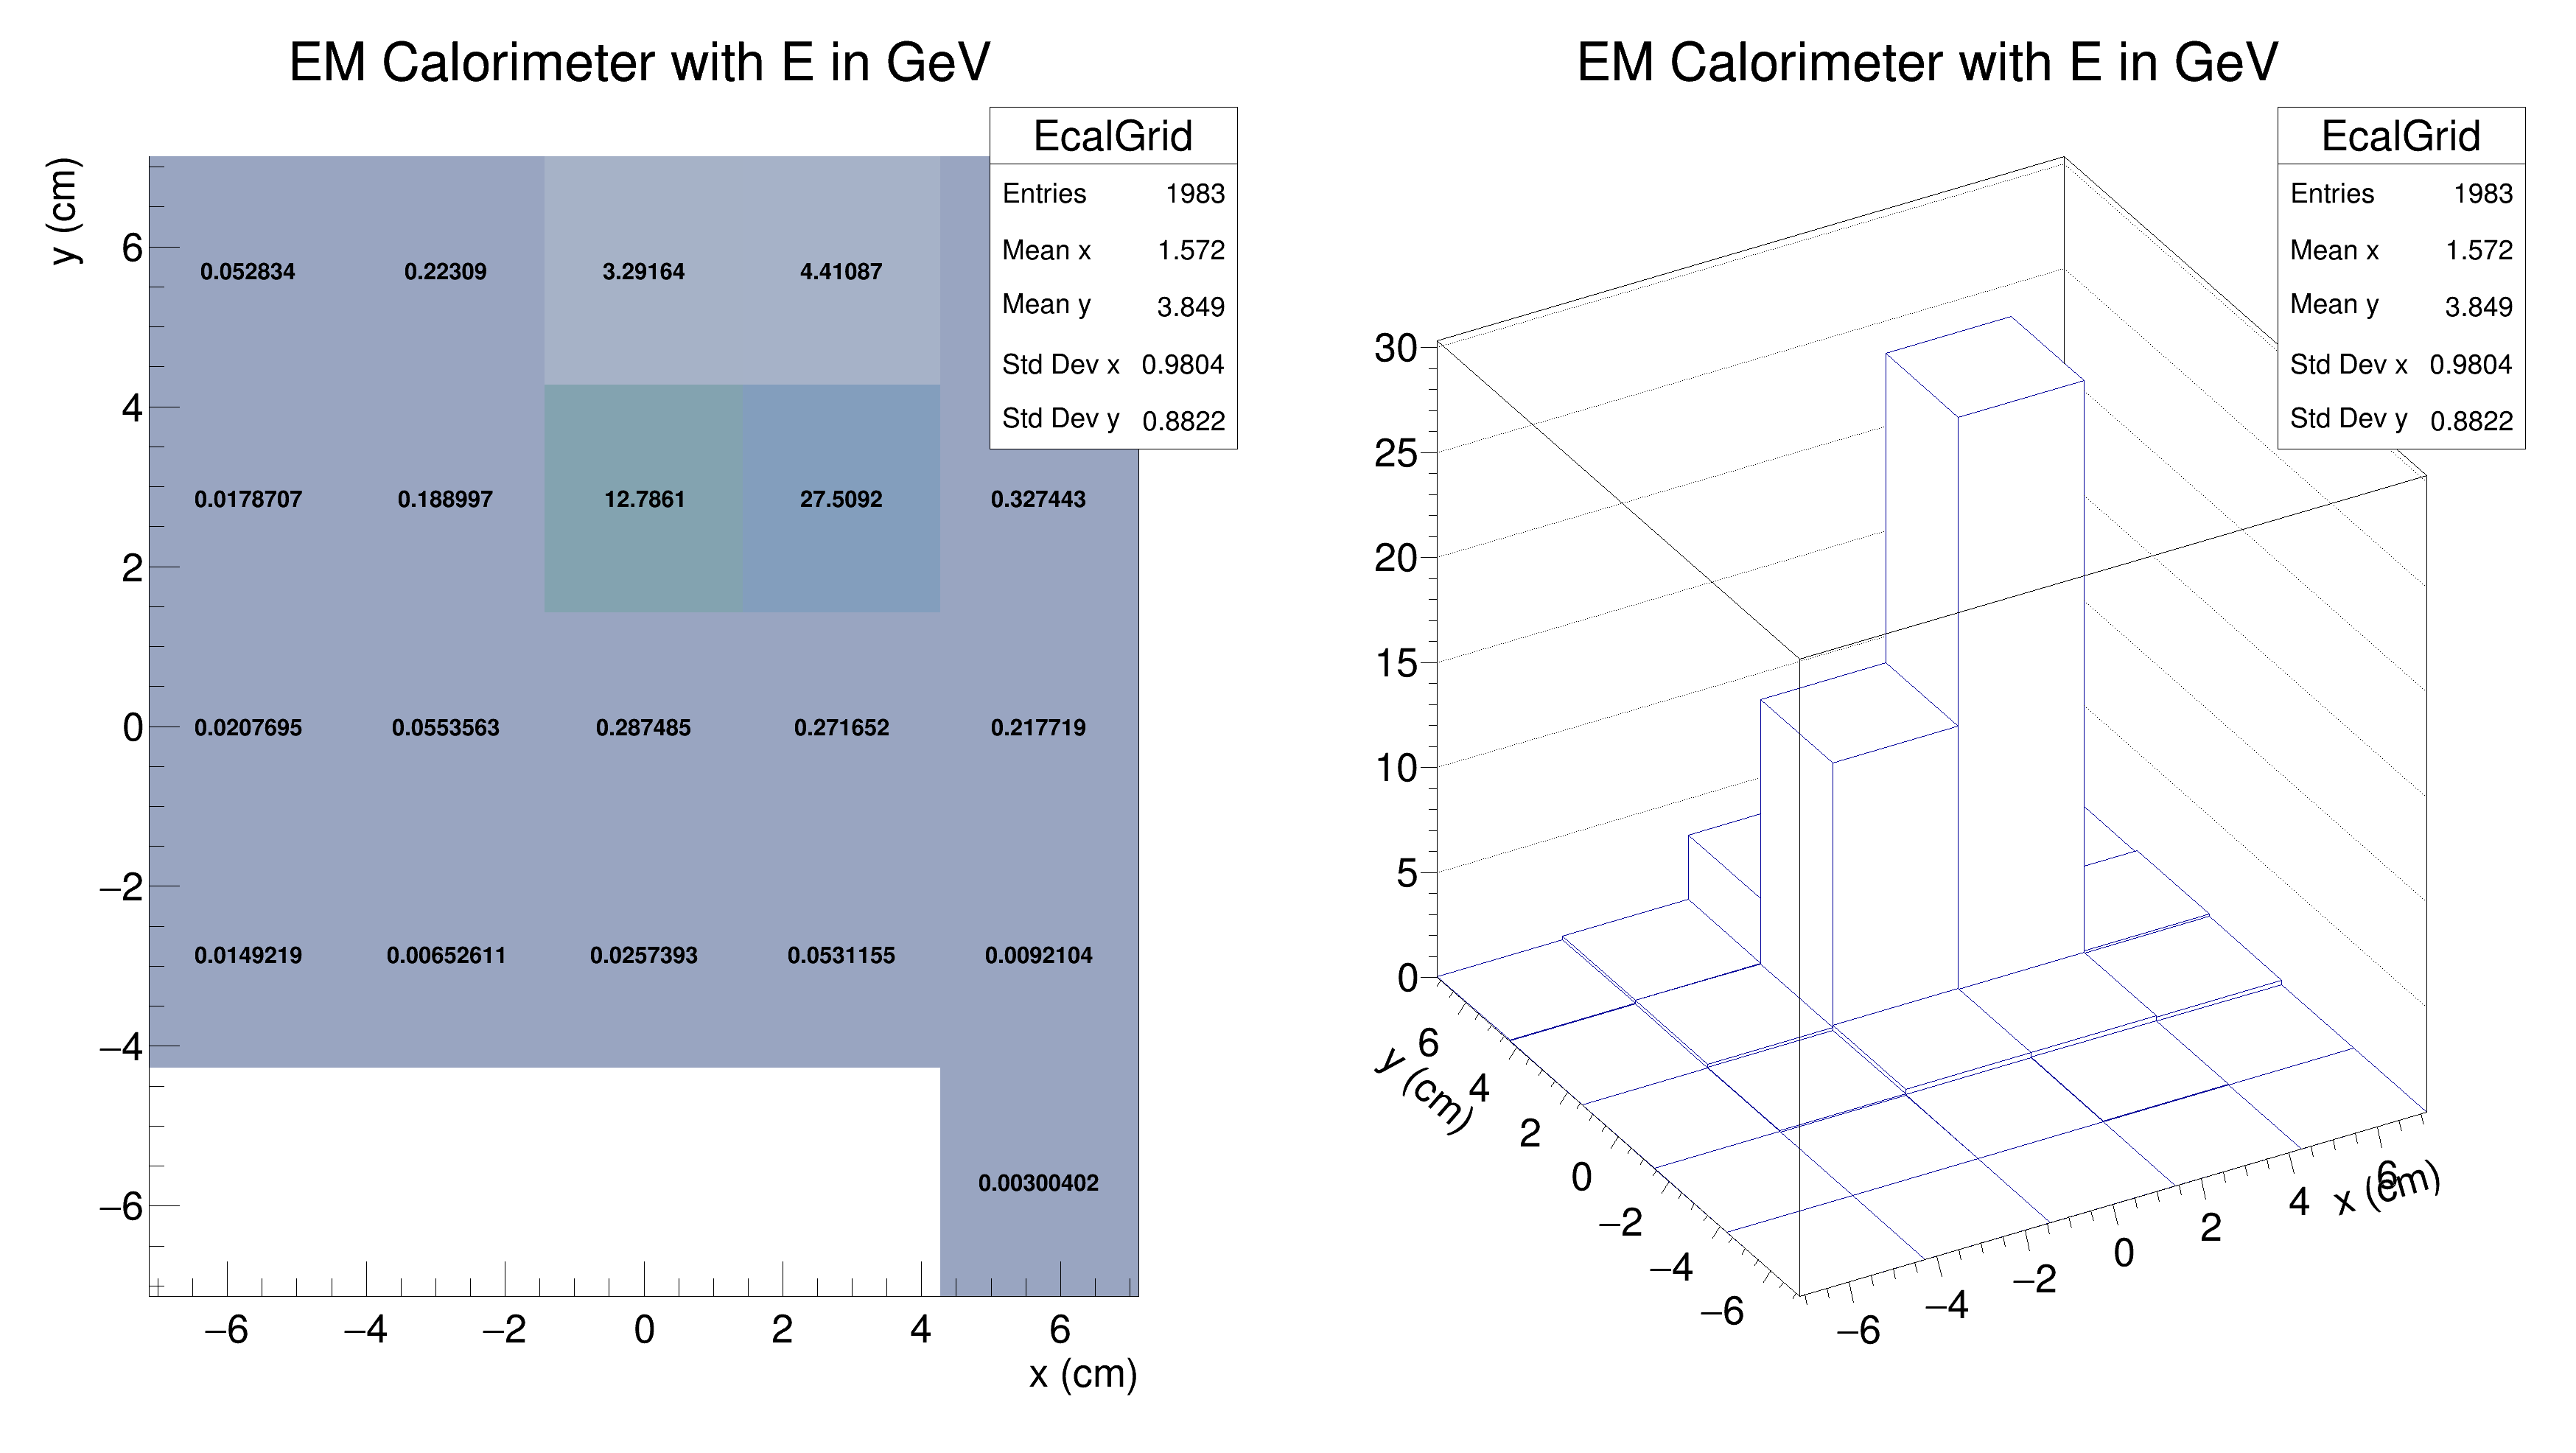 EM Calorimeter with E in GeV
EcalGrid
Entries 1983
Mean x 1.572
Mean y 3.849
Std Dev x 0.9804
Std Dev y 0.8822
y (cm)
6
4
2
0
−2
−4
−6
0.052834 0.22309 3.29164 4.41087
0.0178707 0.188997 12.7861 27.5092 0.327443
0.0207695 0.0553563 0.287485 0.271652 0.217719
0.0149219 0.00652611 0.0257393 0.0531155 0.0092104
0.00300402
−6 −4 −2 0 2 4 6
x (cm)
EM Calorimeter with E in GeV
EcalGrid
Entries 1983
Mean x 1.572
Mean y 3.849
Std Dev x 0.9804
Std Dev y 0.8822
30
25
20
15
10
5
0
6
4
2
0
−2
−4
−6
y (cm)
−6 −4 −2 0 2 4 6
x (cm)